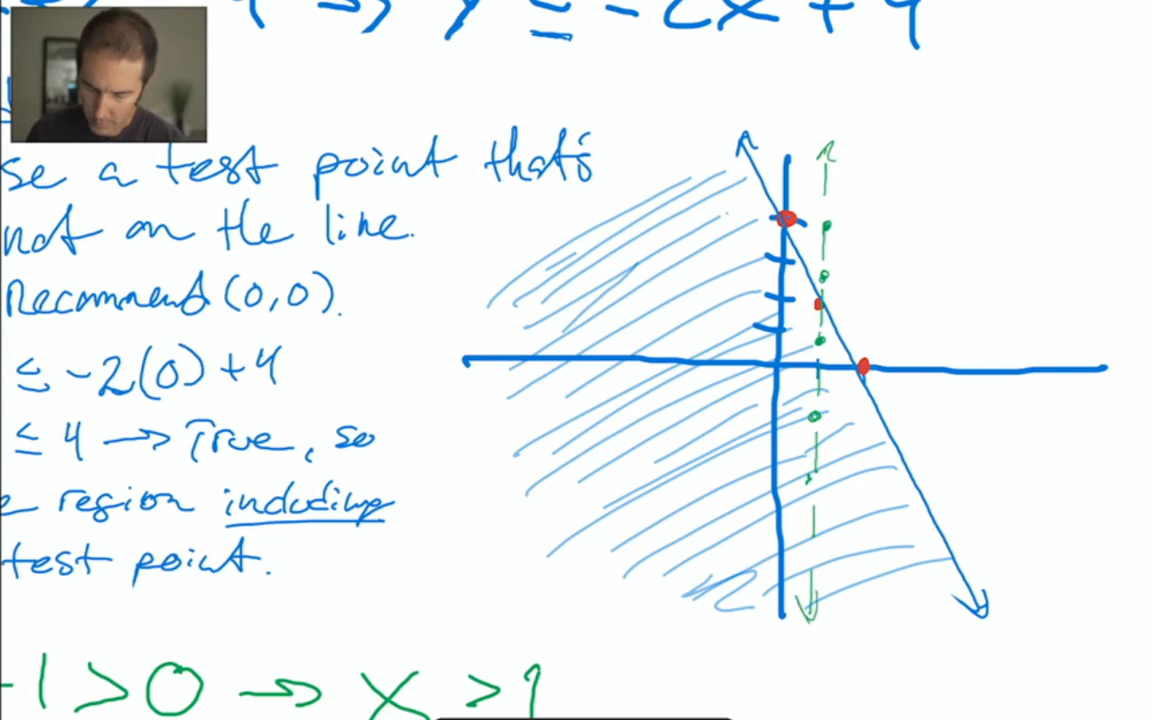 y ≤ -2x + 4
se a test point that's
not on the line.
Recommend (0,0).
≤ -2(0) + 4
≤ 4 → True, so
e region including
test point.
-1 > 0 → x > 1